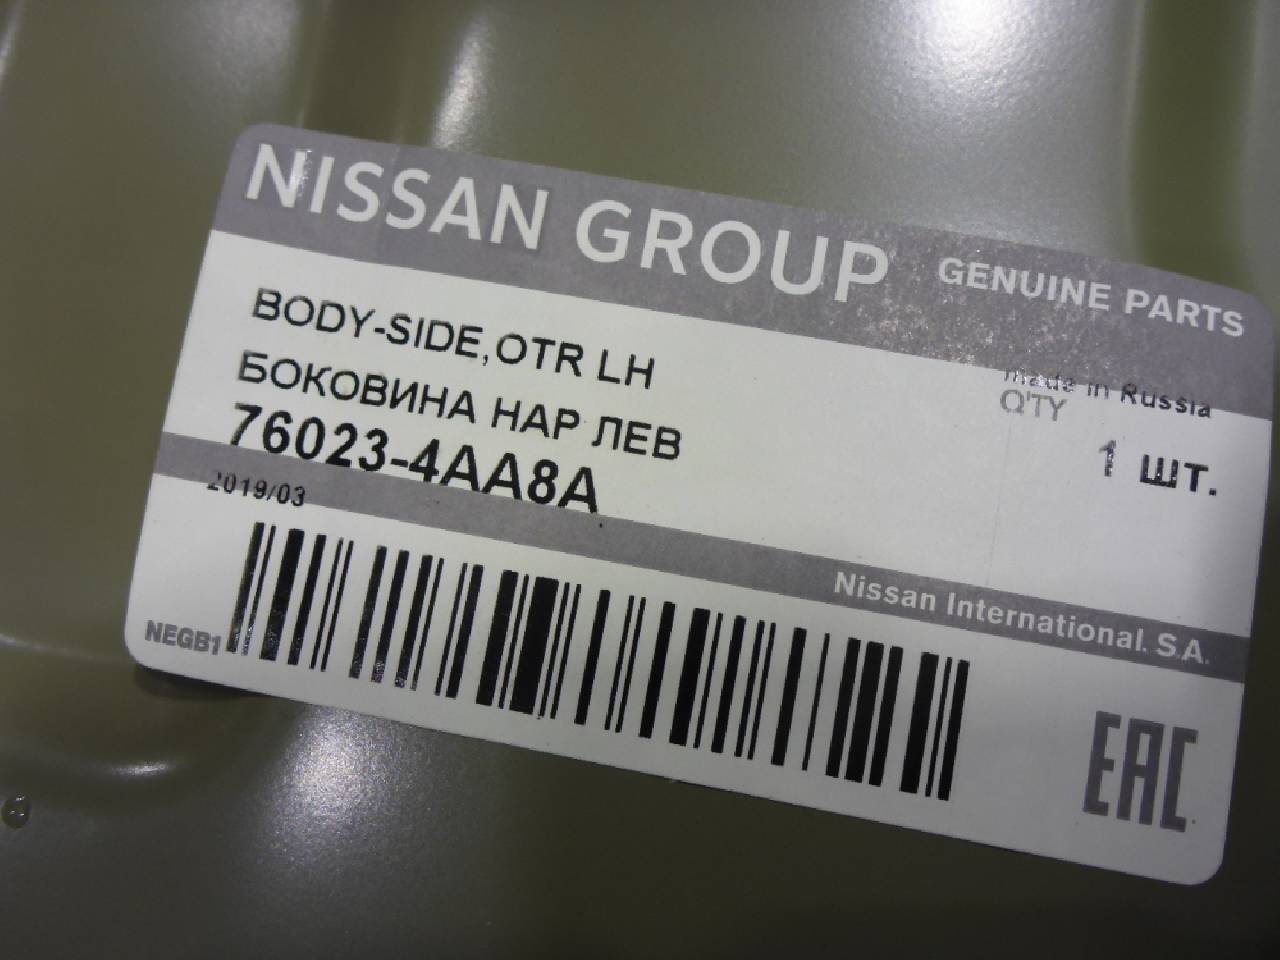 NISSAN GROUP GENUINE PARTS
BODY-SIDE,OTR LH
made in Russia
БОКОВИНА НАР ЛЕВ
Q'TY
76023-4AA8A
1 шт.
2019/03
Nissan International. S.A.
NEGB1
EAC